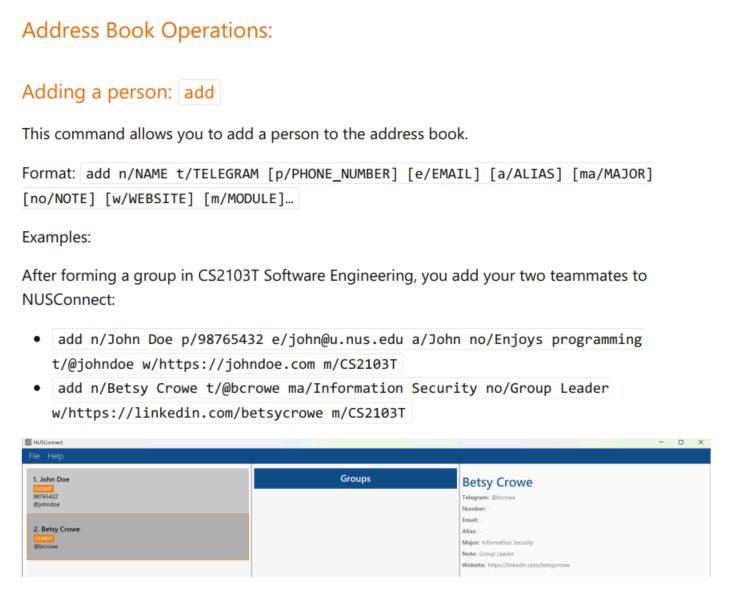 Address Book Operations:
Adding a person: add
This command allows you to add a person to the address book.
Format: add n/NAME t/TELEGRAM [p/PHONE_NUMBER] [e/EMAIL] [a/ALIAS] [ma/MAJOR]
[no/NOTE] [w/WEBSITE] [m/MODULE]…
Examples:
After forming a group in CS2103T Software Engineering, you add your two teammates to
NUSConnect:
• add n/John Doe p/98765432 e/john@u.nus.edu a/John no/Enjoys programming
t/@johndoe w/https://johndoe.com m/CS2103T
• add n/Betsy Crowe t/@bcrowe ma/Information Security no/Group Leader
w/https://linkedin.com/betsycrowe m/CS2103T
NUSConnect
File Help
1. John Doe
CS2103T
98765432
@johndoe
2. Betsy Crowe
CS2103T
@bcrowe
Groups
Betsy Crowe
Telegram: @bcrowe
Number: -
Email: -
Alias: -
Major: Information Security
Note: Group Leader
Website: https://linkedin.com/betsycrowe